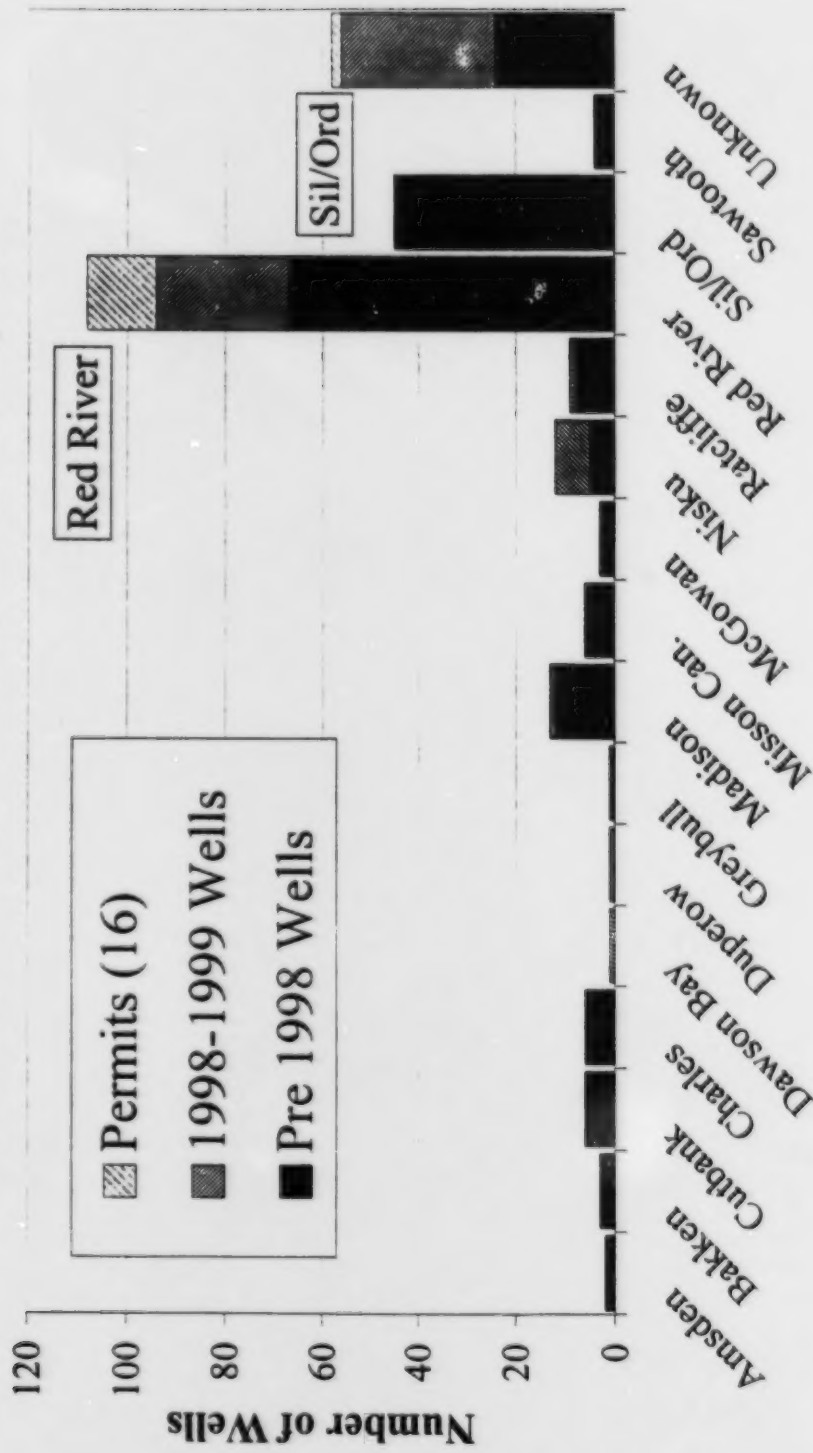 Number of Wells
120
100
80
60
40
20
0
Permits (16)
1998-1999 Wells
Pre 1998 Wells
Red River
Sil/Ord
Amsden
Bakken
Cutbank
Charles
Dawson Bay
Duperow
Greybull
Madison
Misson Can.
McGowan
Nisku
Ratcliffe
Red River
Sil/Ord
Sawtooth
Unknown